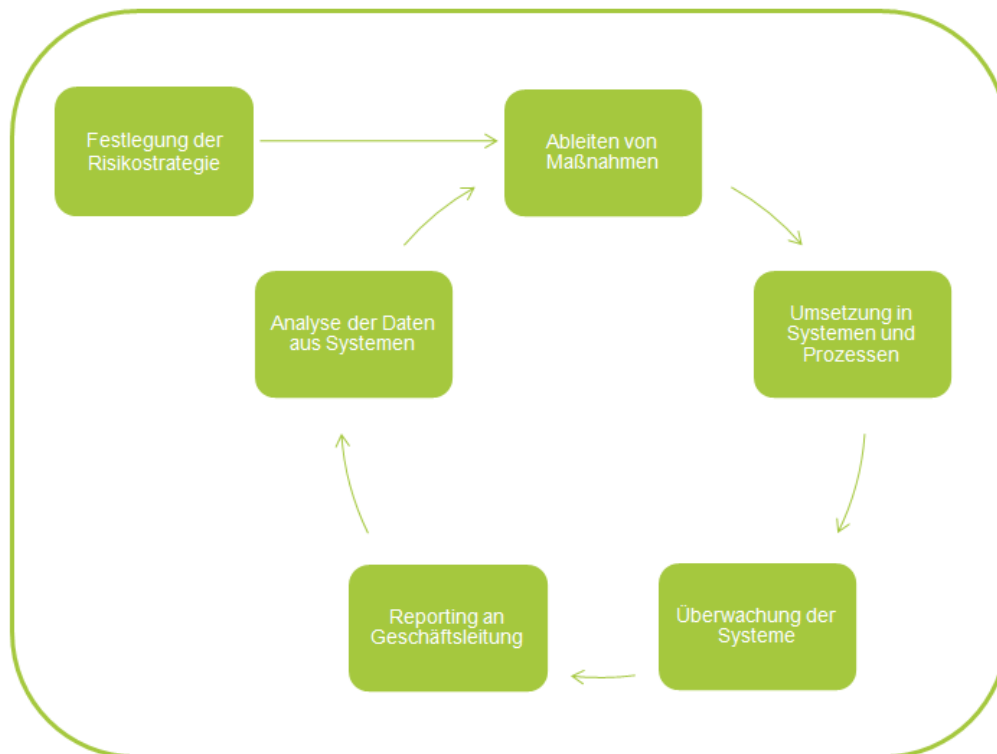 Festlegung der
Risikostrategie
Ableiten von
Maßnahmen
Umsetzung in
Systemen und
Prozessen
Überwachung der
Systeme
Reporting an
Geschäftsleitung
Analyse der Daten
aus Systemen